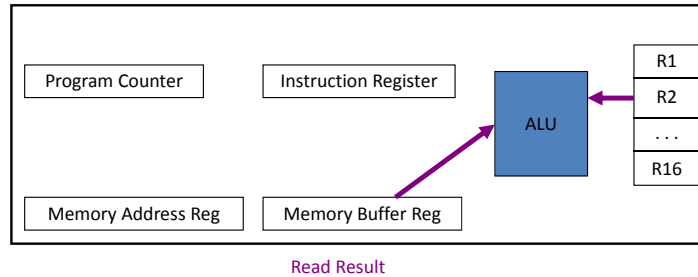 Program Counter
Instruction Register
ALU
R1
R2
. . .
R16
Memory Address Reg
Memory Buffer Reg
Read Result